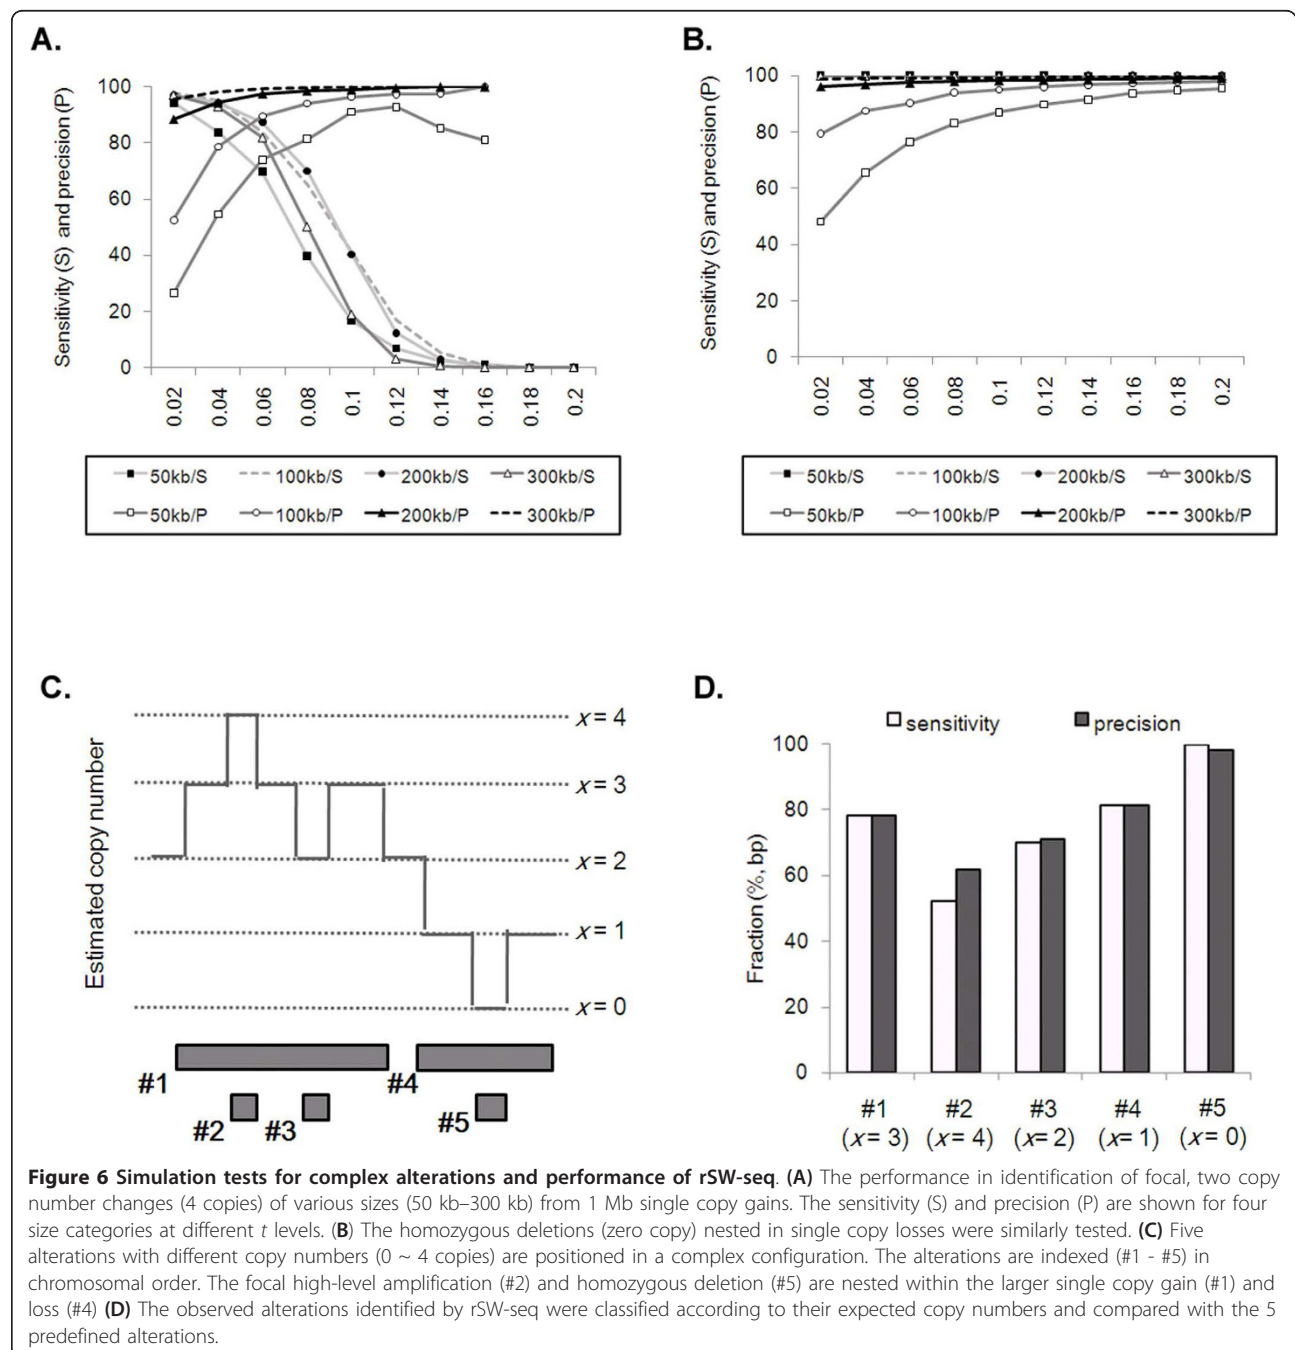 A.
Sensitivity (S) and precision (P)
100
80
60
40
20
0
0.02 0.04 0.06 0.08 0.1 0.12 0.14 0.16 0.18 0.2
50kb/S 100kb/S 200kb/S 300kb/S
50kb/P 100kb/P 200kb/P 300kb/P
B.
Sensitivity (S) and precision (P)
100
80
60
40
20
0
0.02 0.04 0.06 0.08 0.1 0.12 0.14 0.16 0.18 0.2
50kb/S 100kb/S 200kb/S 300kb/S
50kb/P 100kb/P 200kb/P 300kb/P
C.
Estimated copy number
x = 4
x = 3
x = 2
x = 1
x = 0
#1 #4
#2 #3 #5
D.
sensitivity precision
Fraction (%, bp)
100
80
60
40
20
0
#1 #2 #3 #4 #5
(x= 3) (x= 4) (x= 2) (x= 1) (x= 0)
Figure 6 Simulation tests for complex alterations and performance of rSW-seq. (A) The performance in identification of focal, two copy
number changes (4 copies) of various sizes (50 kb–300 kb) from 1 Mb single copy gains. The sensitivity (S) and precision (P) are shown for four
size categories at different t levels. (B) The homozygous deletions (zero copy) nested in single copy losses were similarly tested. (C) Five
alterations with different copy numbers (0 ~ 4 copies) are positioned in a complex configuration. The alterations are indexed (#1 - #5) in
chromosomal order. The focal high-level amplification (#2) and homozygous deletion (#5) are nested within the larger single copy gain (#1) and
loss (#4) (D) The observed alterations identified by rSW-seq were classified according to their expected copy numbers and compared with the 5
predefined alterations.